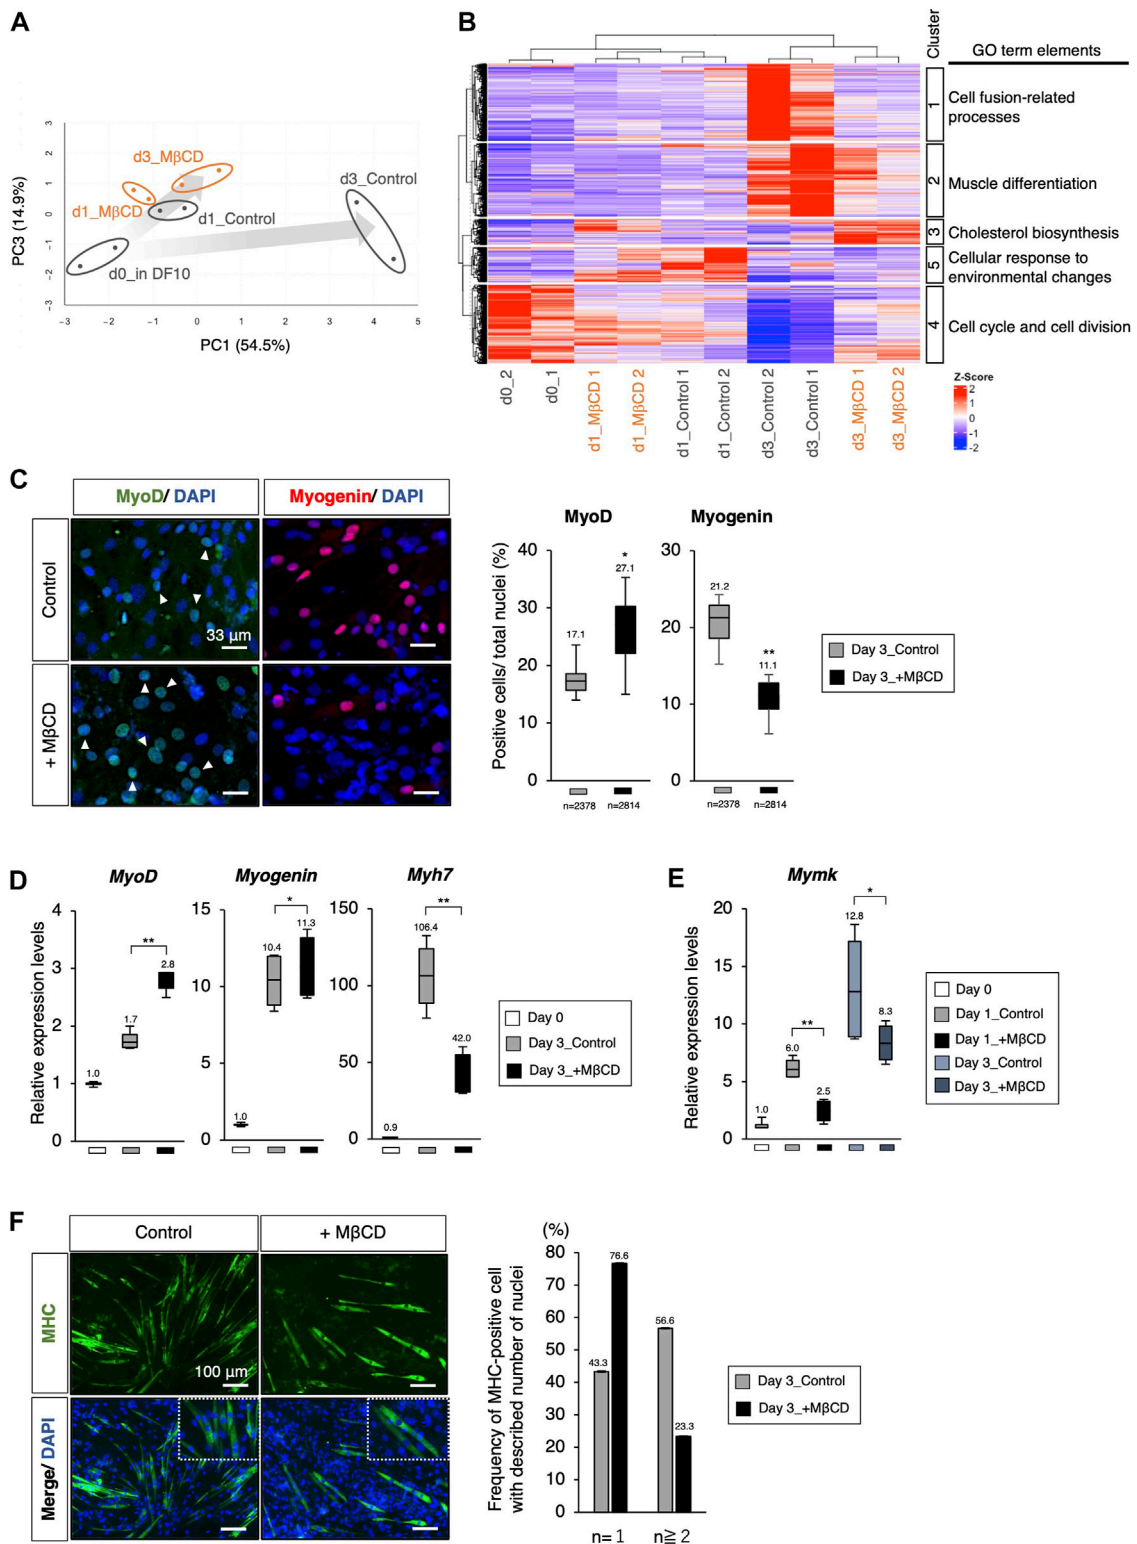 A
PC3 (14.9%)
3
2
1
0
−1
−2
−3
d3_MβCD
d1_MβCD
d1_Control
d3_Control
d0_in DF10
−3
−2
−1
0
1
2
3
4
5
PC1 (54.5%)
B
Cluster
GO term elements
1
Cell fusion-related
processes
2
Muscle differentiation
3
Cholesterol biosynthesis
5
Cellular response to
environmental changes
4
Cell cycle and cell division
d0_2
d0_1
d1_MβCD 1
d1_MβCD 2
d1_Control 1
d1_Control 2
d3_Control 2
d3_Control 1
d3_MβCD 1
d3_MβCD 2
Z-Score
2
1
0
-1
-2
C
MyoD/ DAPI
Myogenin/ DAPI
Control
+ MβCD
33 µm
Positive cells/ total nuclei (%)
MyoD
40
30
20
10
0
17.1
*
27.1
n=2378
n=2814
Myogenin
30
20
10
0
21.2
**
11.1
n=2378
n=2814
Day 3_Control
Day 3_+MβCD
D
Relative expression levels
MyoD
4
3
2
1
0
1.0
1.7
**
2.8
Myogenin
15
10
5
0
1.0
10.4
*
11.3
Myh7
150
100
50
0
0.9
106.4
**
42.0
Day 0
Day 3_Control
Day 3_+MβCD
E
Relative expression levels
Mymk
20
15
10
5
0
1.0
6.0
**
2.5
12.8
*
8.3
Day 0
Day 1_Control
Day 1_+MβCD
Day 3_Control
Day 3_+MβCD
F
Control
+ MβCD
MHC
Merge/ DAPI
100 µm
(%)
Frequency of MHC-positive cell
with described number of nuclei
80
70
60
50
40
30
20
10
0
43.3
76.6
56.6
23.3
n= 1
n≧ 2
Day 3_Control
Day 3_+MβCD